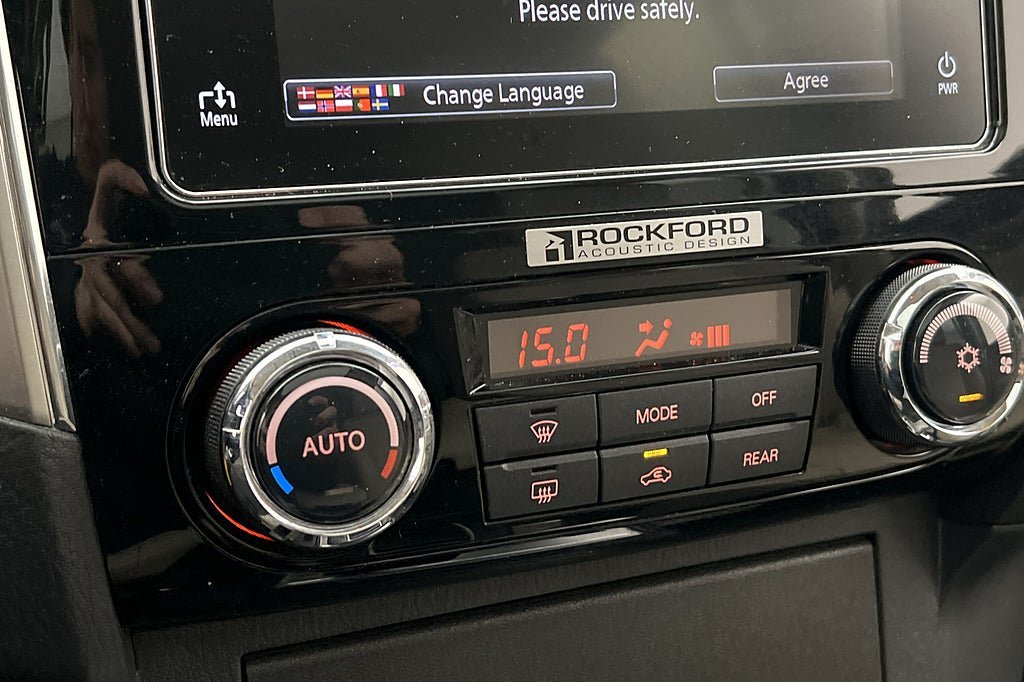 Please drive safely.
Menu
Change Language
Agree
PWR
ROCKFORD
ACOUSTIC DESIGN
15.0
AUTO
MODE
OFF
REAR